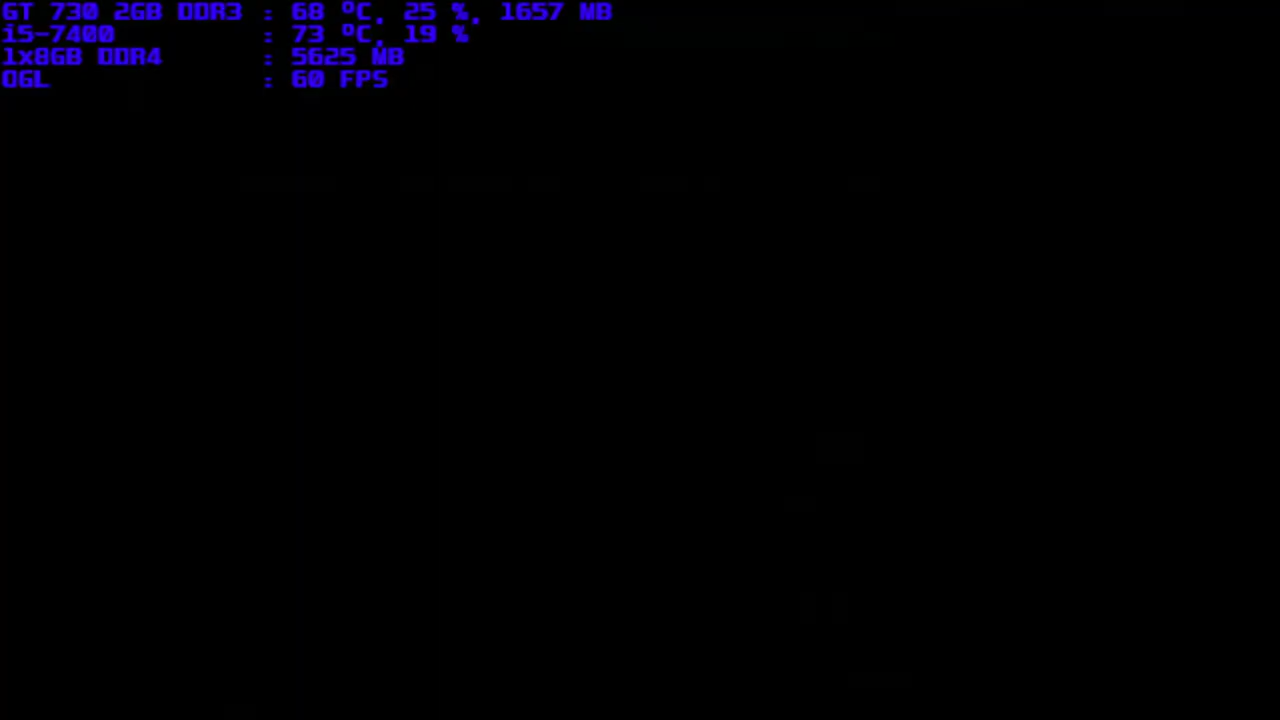 GT 730 2GB DDR3 : 68 ºC, 25 %, 1657 MB
i5-7400 : 73 ºC, 19 %
1x8GB DDR4 : 5625 MB
OGL : 60 FPS